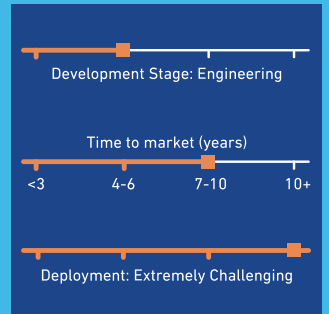 Development Stage: Engineering
Time to market (years)
<3 4-6 7-10 10+
Deployment: Extremely Challenging